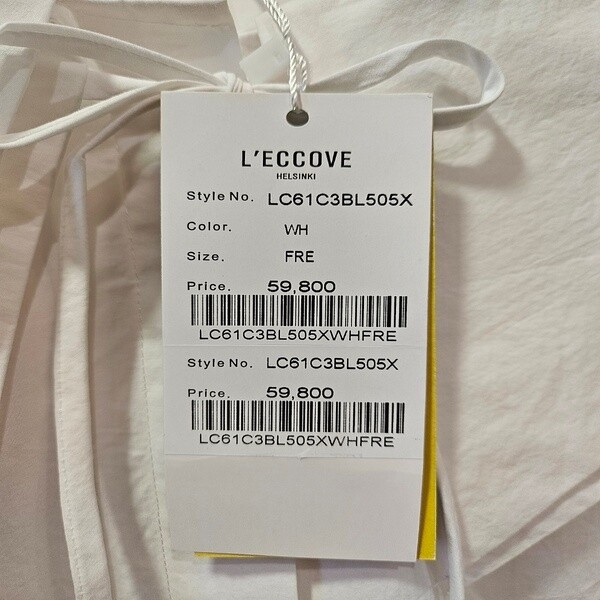 L'ECCOVE
HELSINKI
Style No. LC61C3BL505X
Color. WH
Size. FRE
Price. 59,800
LC61C3BL505XWHFRE
Style No. LC61C3BL505X
Price. 59,800
LC61C3BL505XWHFRE